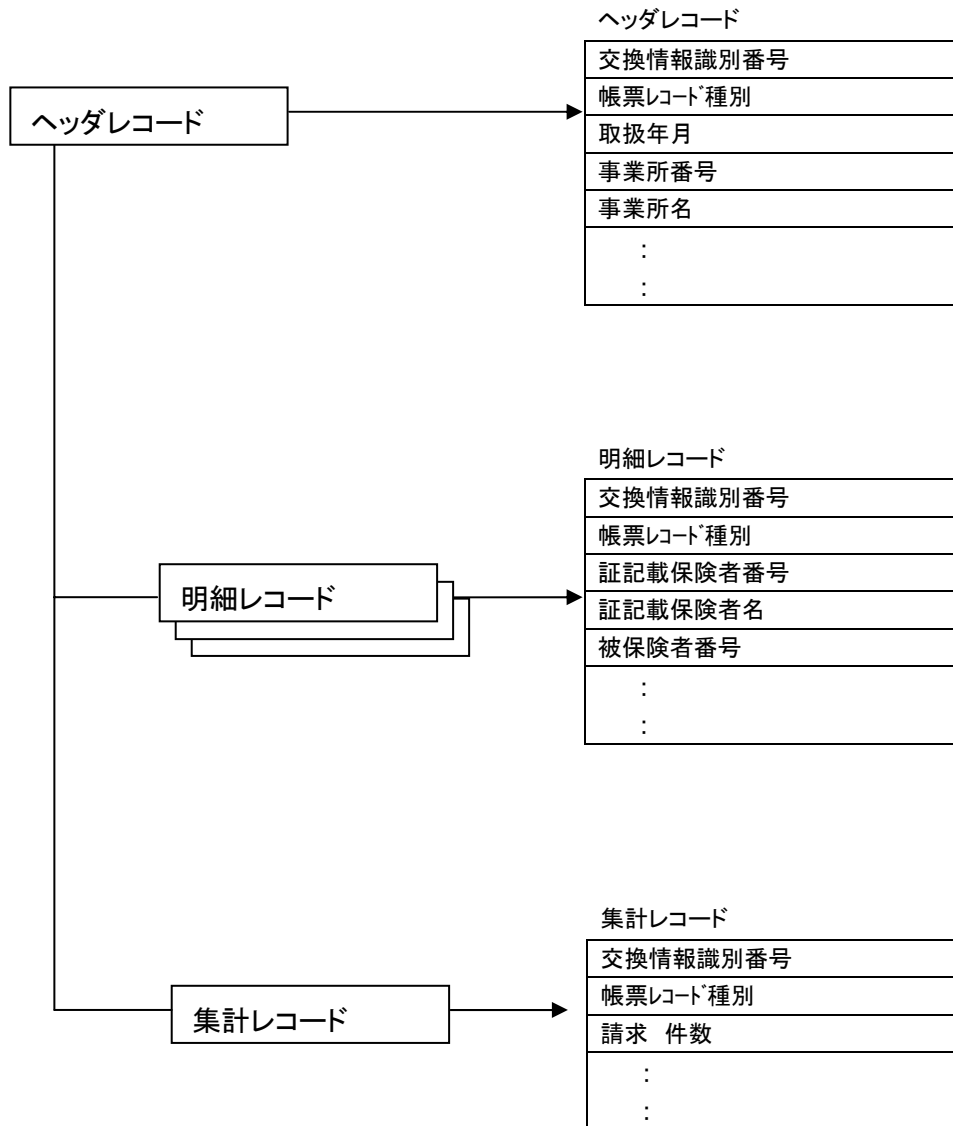 ヘッダレコード
ヘッダレコード
交換情報識別番号
帳票ﾚｺｰﾄﾞ種別
取扱年月
事業所番号
事業所名
:
:
明細レコード
明細レコード
交換情報識別番号
帳票ﾚｺｰﾄﾞ種別
証記載保険者番号
証記載保険者名
被保険者番号
:
:
集計レコード
集計レコード
交換情報識別番号
帳票ﾚｺｰﾄﾞ種別
請求　件数
:
: